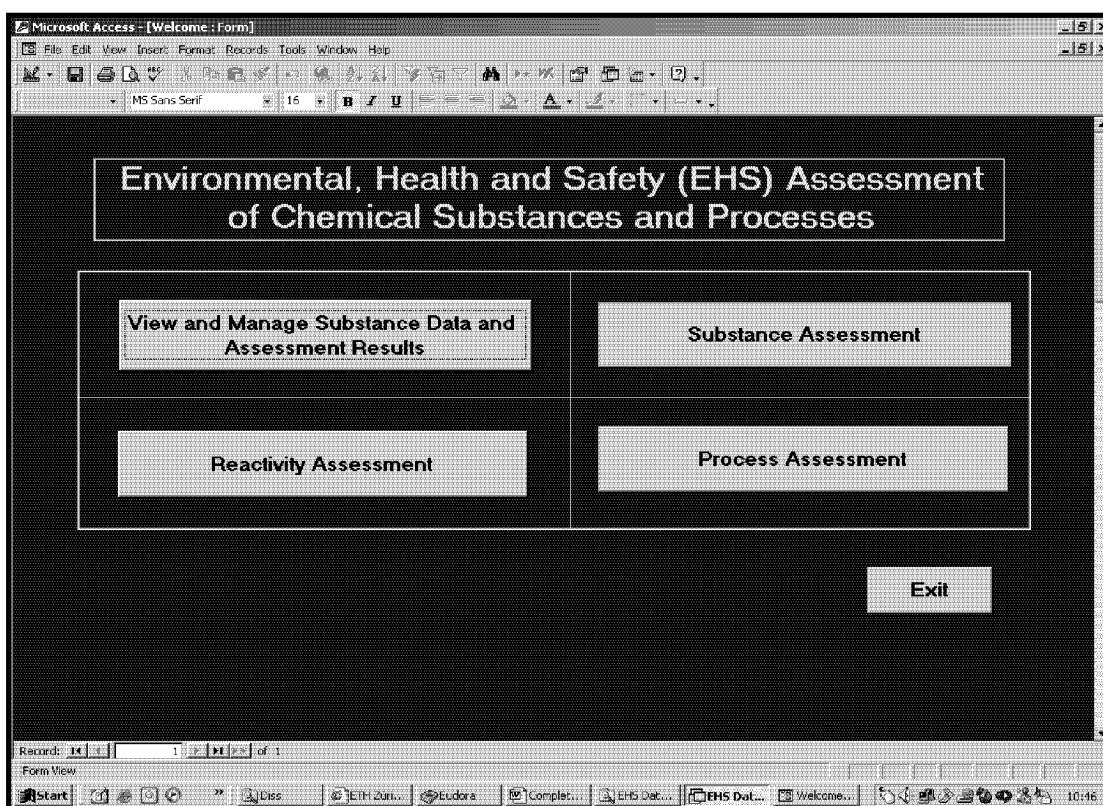 Microsoft Access - [Welcome : Form]
File Edit View Insert Format Records Tools Window Help
MS Sans Serif 16 B I U
Environmental, Health and Safety (EHS) Assessment
of Chemical Substances and Processes
View and Manage Substance Data and
Assessment Results
Substance Assessment
Reactivity Assessment
Process Assessment
Exit
Record: 1 of 1
Form View
Start Diss ETH Zuri... Eudora Complet... EHS Dat... EHS Dat... Welcome... 10:46